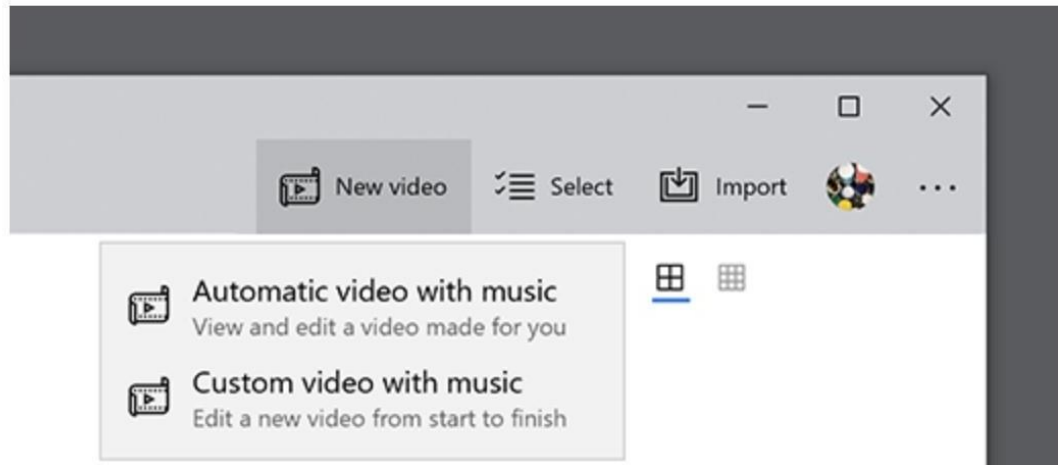 New video
Select
Import
Automatic video with music
View and edit a video made for you
Custom video with music
Edit a new video from start to finish